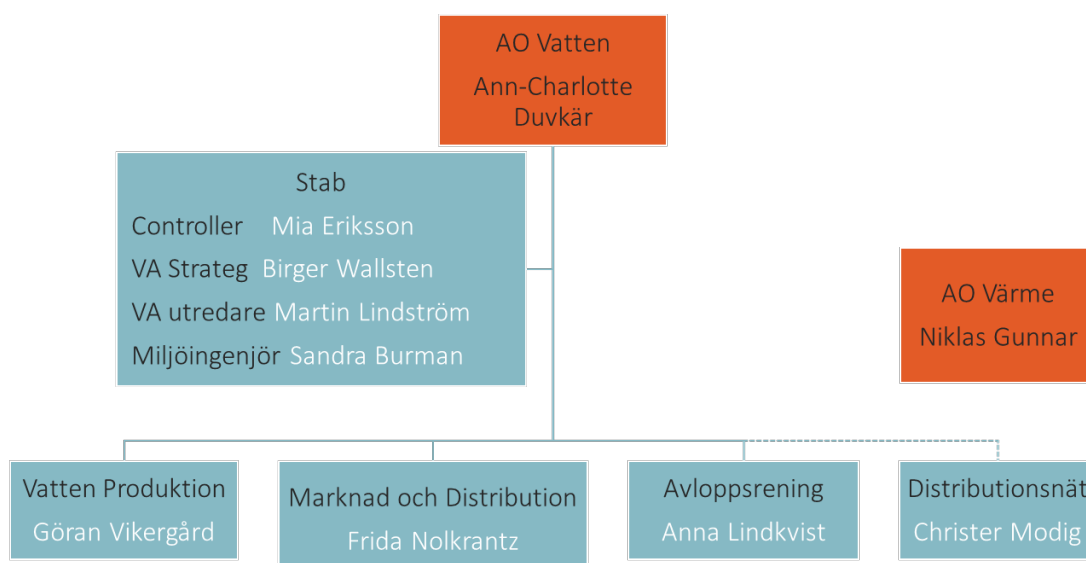 AO Vatten
Ann-Charlotte
Duvkär
Stab
Controller Mia Eriksson
VA Strateg Birger Wallsten
VA utredare Martin Lindström
Miljöingenjör Sandra Burman
AO Värme
Niklas Gunnar
Vatten Produktion
Göran Vikergård
Marknad och Distribution
Frida Nolkrantz
Avloppsrening
Anna Lindkvist
Distributionsnät
Christer Modig